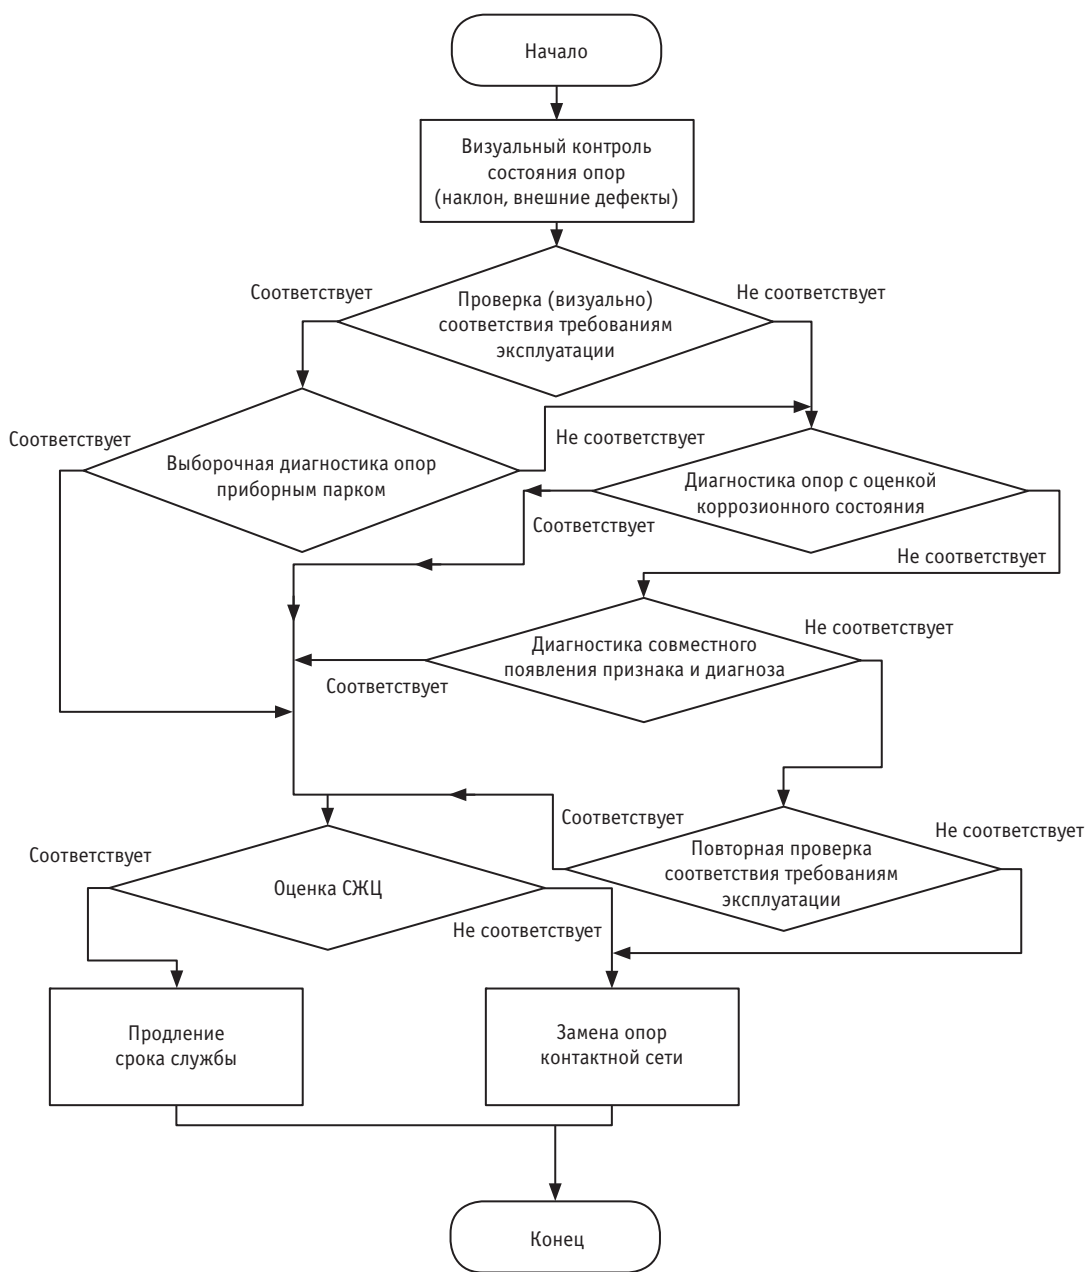 Начало
Визуальный контроль
состояния опор
(наклон, внешние дефекты)
Соответствует
Не соответствует
Проверка (визуально)
соответствия требованиям
эксплуатации
Соответствует
Не соответствует
Выборочная диагностика опор
приборным парком
Диагностика опор с оценкой
коррозионного состояния
Соответствует
Не соответствует
Диагностика совместного
появления признака и диагноза
Не соответствует
Соответствует
Соответствует
Не соответствует
Повторная проверка
соответствия требованиям
эксплуатации
Соответствует
Оценка СЖЦ
Не соответствует
Продление
срока службы
Замена опор
контактной сети
Конец